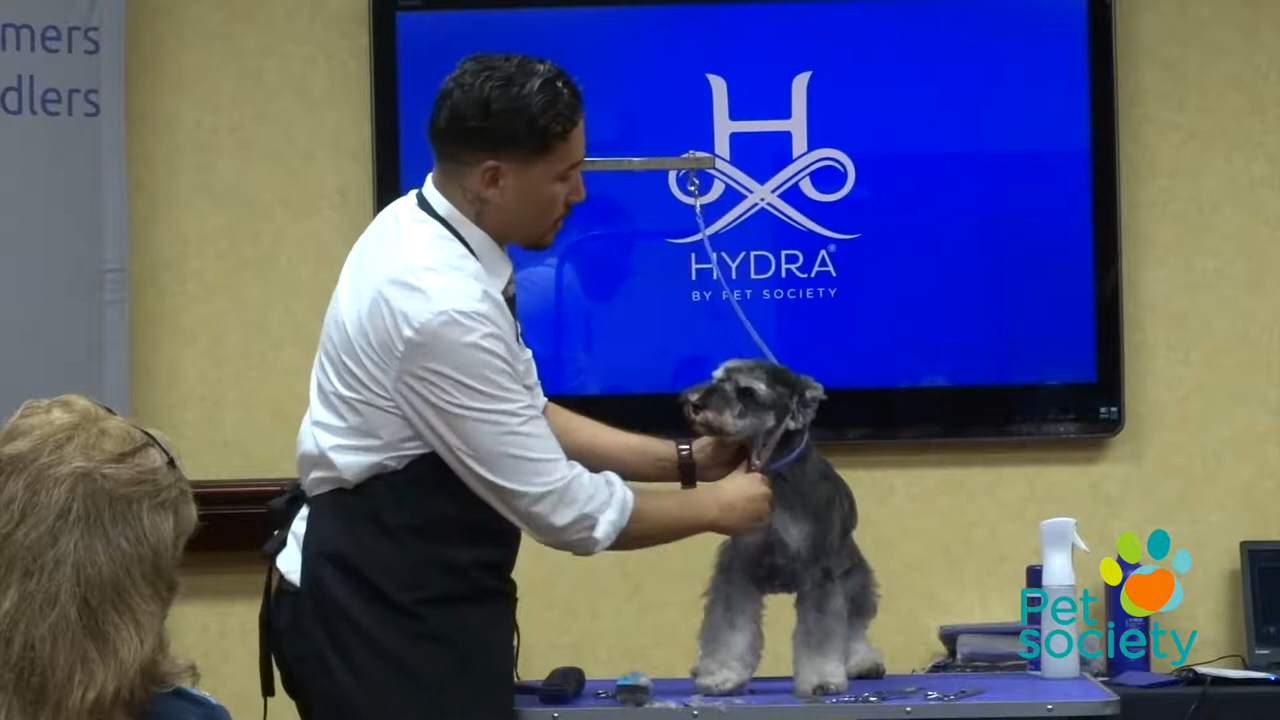 mers
dlers
H
HYDRA®
BY PET SOCIETY
Pet
society